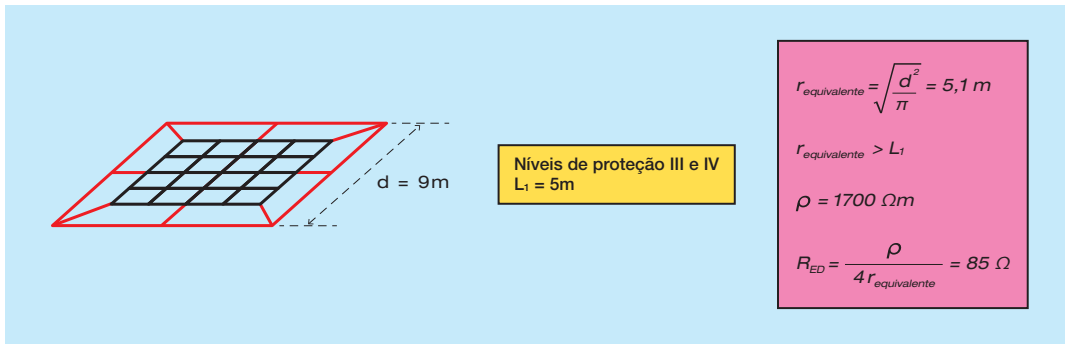 d = 9m
Níveis de proteção III e IV
L₁ = 5m
r_equivalente = √(d²/π) = 5,1 m
r_equivalente > L₁
ρ = 1700 Ωm
R_ED = ρ/(4 r_equivalente) = 85 Ω